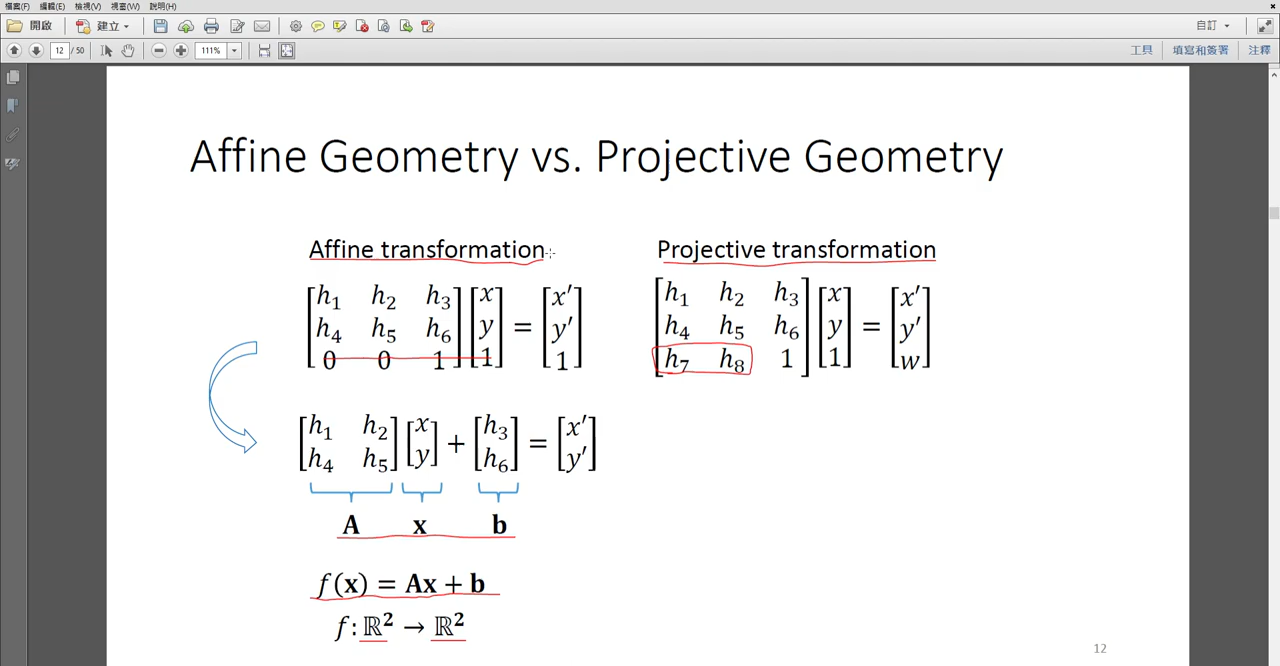 檔案(F) 編輯(E) 檢視(V) 視窗(W) 說明(H)
開啟 建立 自訂
12 / 50 111% 工具 填寫和簽署 注釋
Affine Geometry vs. Projective Geometry
Affine transformation
[h₁ h₂ h₃] [x] = [x′]
[h₄ h₅ h₆] [y] = [y′]
[0 0 1] [1] = [1]
Projective transformation
[h₁ h₂ h₃] [x] = [x′]
[h₄ h₅ h₆] [y] = [y′]
[h₇ h₈ 1] [1] = [w]
[h₁ h₂] [x] + [h₃] = [x′]
[h₄ h₅] [y] + [h₆] = [y′]
A x b
f(x) = Ax + b
f: ℝ² → ℝ²
12